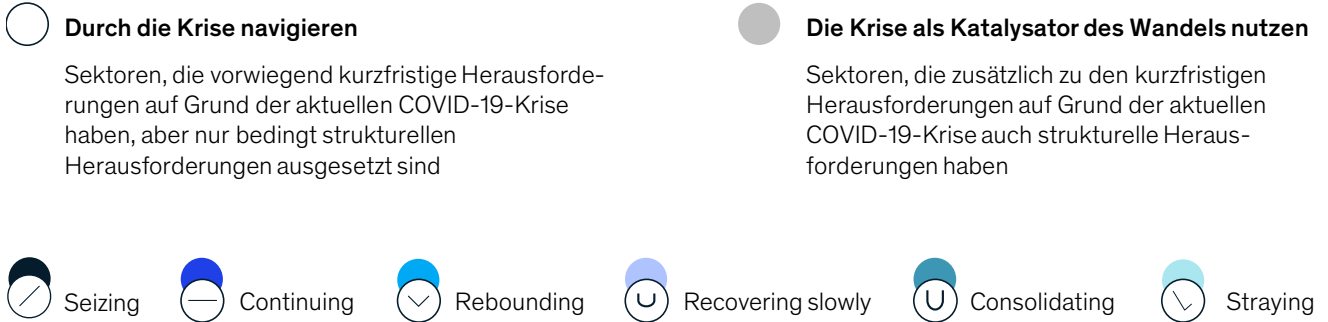 Durch die Krise navigieren
Sektoren, die vorwiegend kurzfristige Herausforde-
rungen auf Grund der aktuellen COVID-19-Krise
haben, aber nur bedingt strukturellen
Herausforderungen ausgesetzt sind
Die Krise als Katalysator des Wandels nutzen
Sektoren, die zusätzlich zu den kurzfristigen
Herausforderungen auf Grund der aktuellen
COVID-19-Krise auch strukturelle Heraus-
forderungen haben
Seizing
Continuing
Rebounding
Recovering slowly
Consolidating
Straying